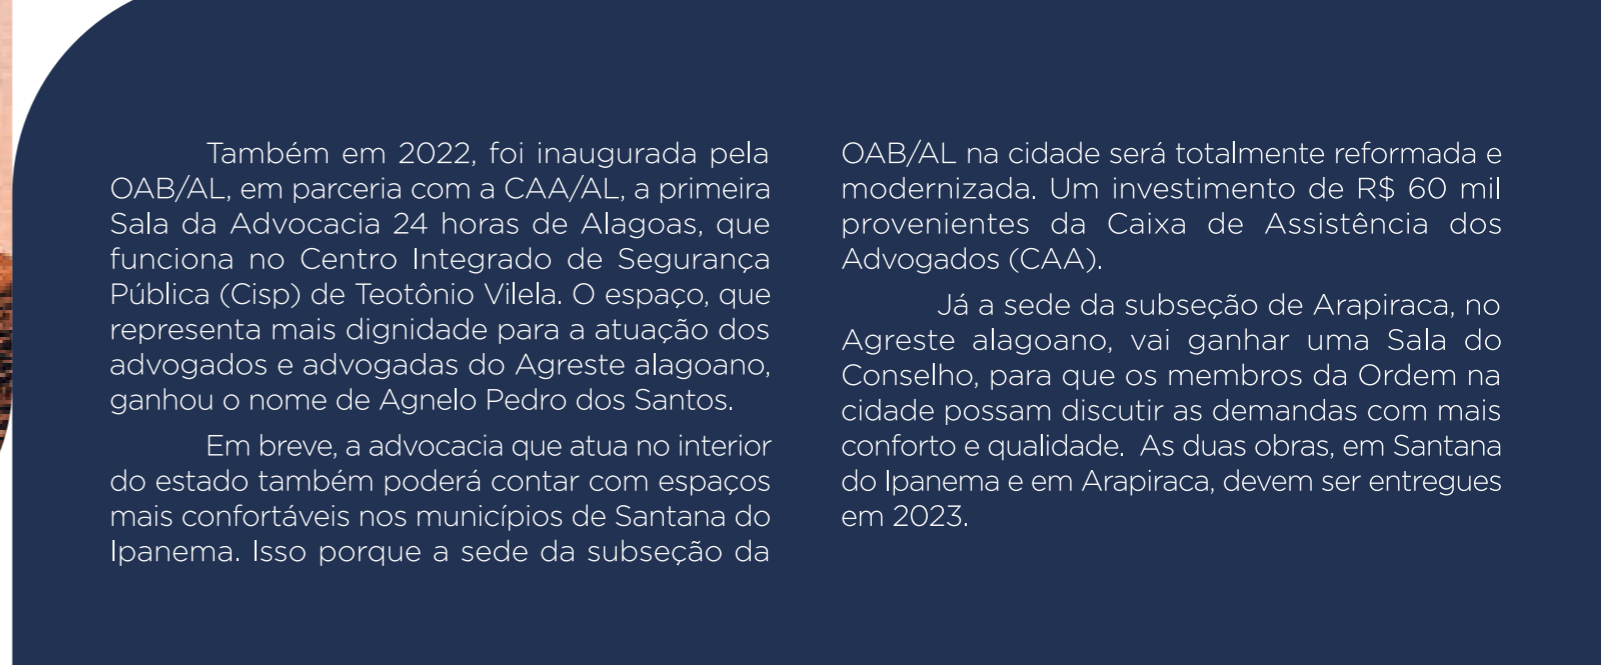 Também em 2022, foi inaugurada pela
OAB/AL, em parceria com a CAA/AL, a primeira
Sala da Advocacia 24 horas de Alagoas, que
funciona no Centro Integrado de Segurança
Pública (Cisp) de Teotônio Vilela. O espaço, que
representa mais dignidade para a atuação dos
advogados e advogadas do Agreste alagoano,
ganhou o nome de Agnelo Pedro dos Santos.
Em breve, a advocacia que atua no interior
do estado também poderá contar com espaços
mais confortáveis nos municípios de Santana do
Ipanema. Isso porque a sede da subseção da
OAB/AL na cidade será totalmente reformada e
modernizada. Um investimento de R$ 60 mil
provenientes da Caixa de Assistência dos
Advogados (CAA).
Já a sede da subseção de Arapiraca, no
Agreste alagoano, vai ganhar uma Sala do
Conselho, para que os membros da Ordem na
cidade possam discutir as demandas com mais
conforto e qualidade. As duas obras, em Santana
do Ipanema e em Arapiraca, devem ser entregues
em 2023.